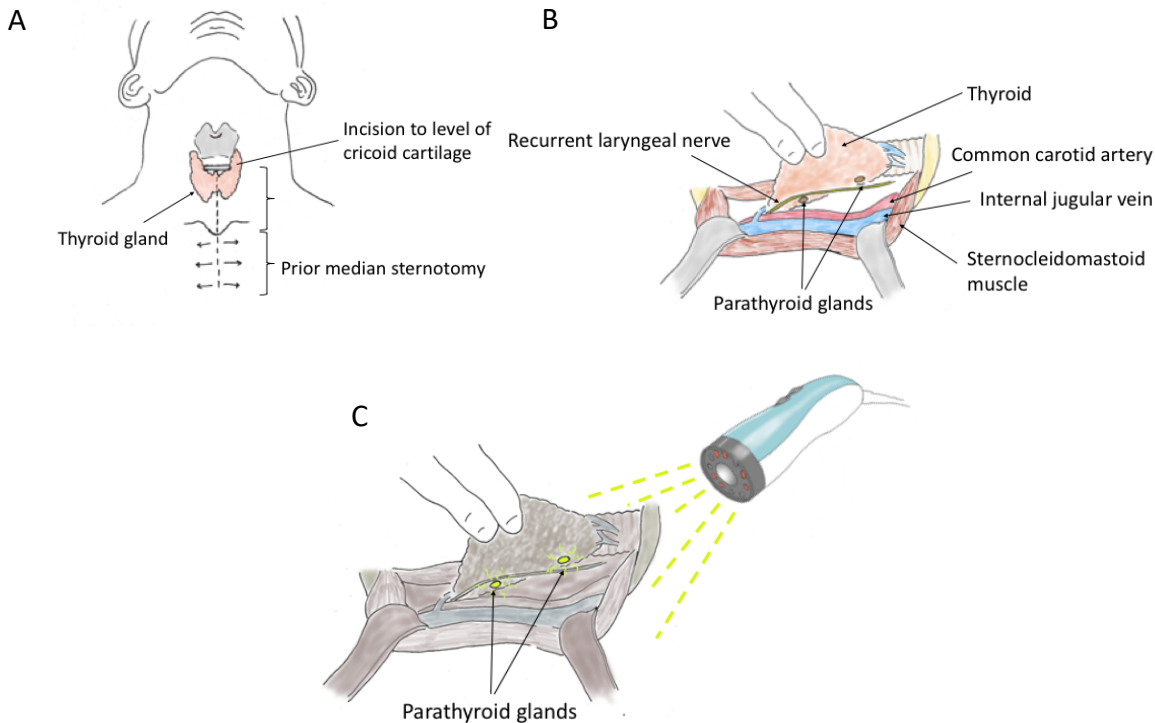 A
Incision to level of
cricoid cartilage
Thyroid gland
Prior median sternotomy
B
Thyroid
Recurrent laryngeal nerve
Common carotid artery
Internal jugular vein
Sternocleidomastoid
muscle
Parathyroid glands
C
Parathyroid glands